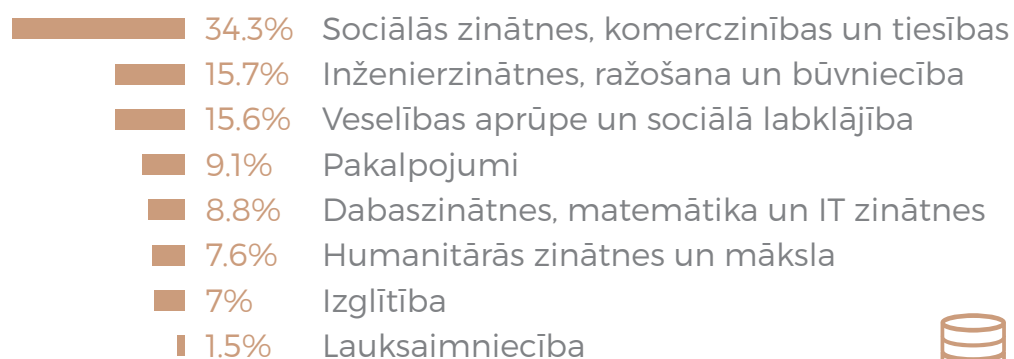 34.3% Sociālās zinātnes, komerczinības un tiesības
15.7% Inženierzinātnes, ražošana un būvniecība
15.6% Veselības aprūpe un sociālā labklājība
9.1% Pakalpojumi
8.8% Dabaszinātnes, matemātika un IT zinātnes
7.6% Humanitārās zinātnes un māksla
7% Izglītība
1.5% Lauksaimniecība